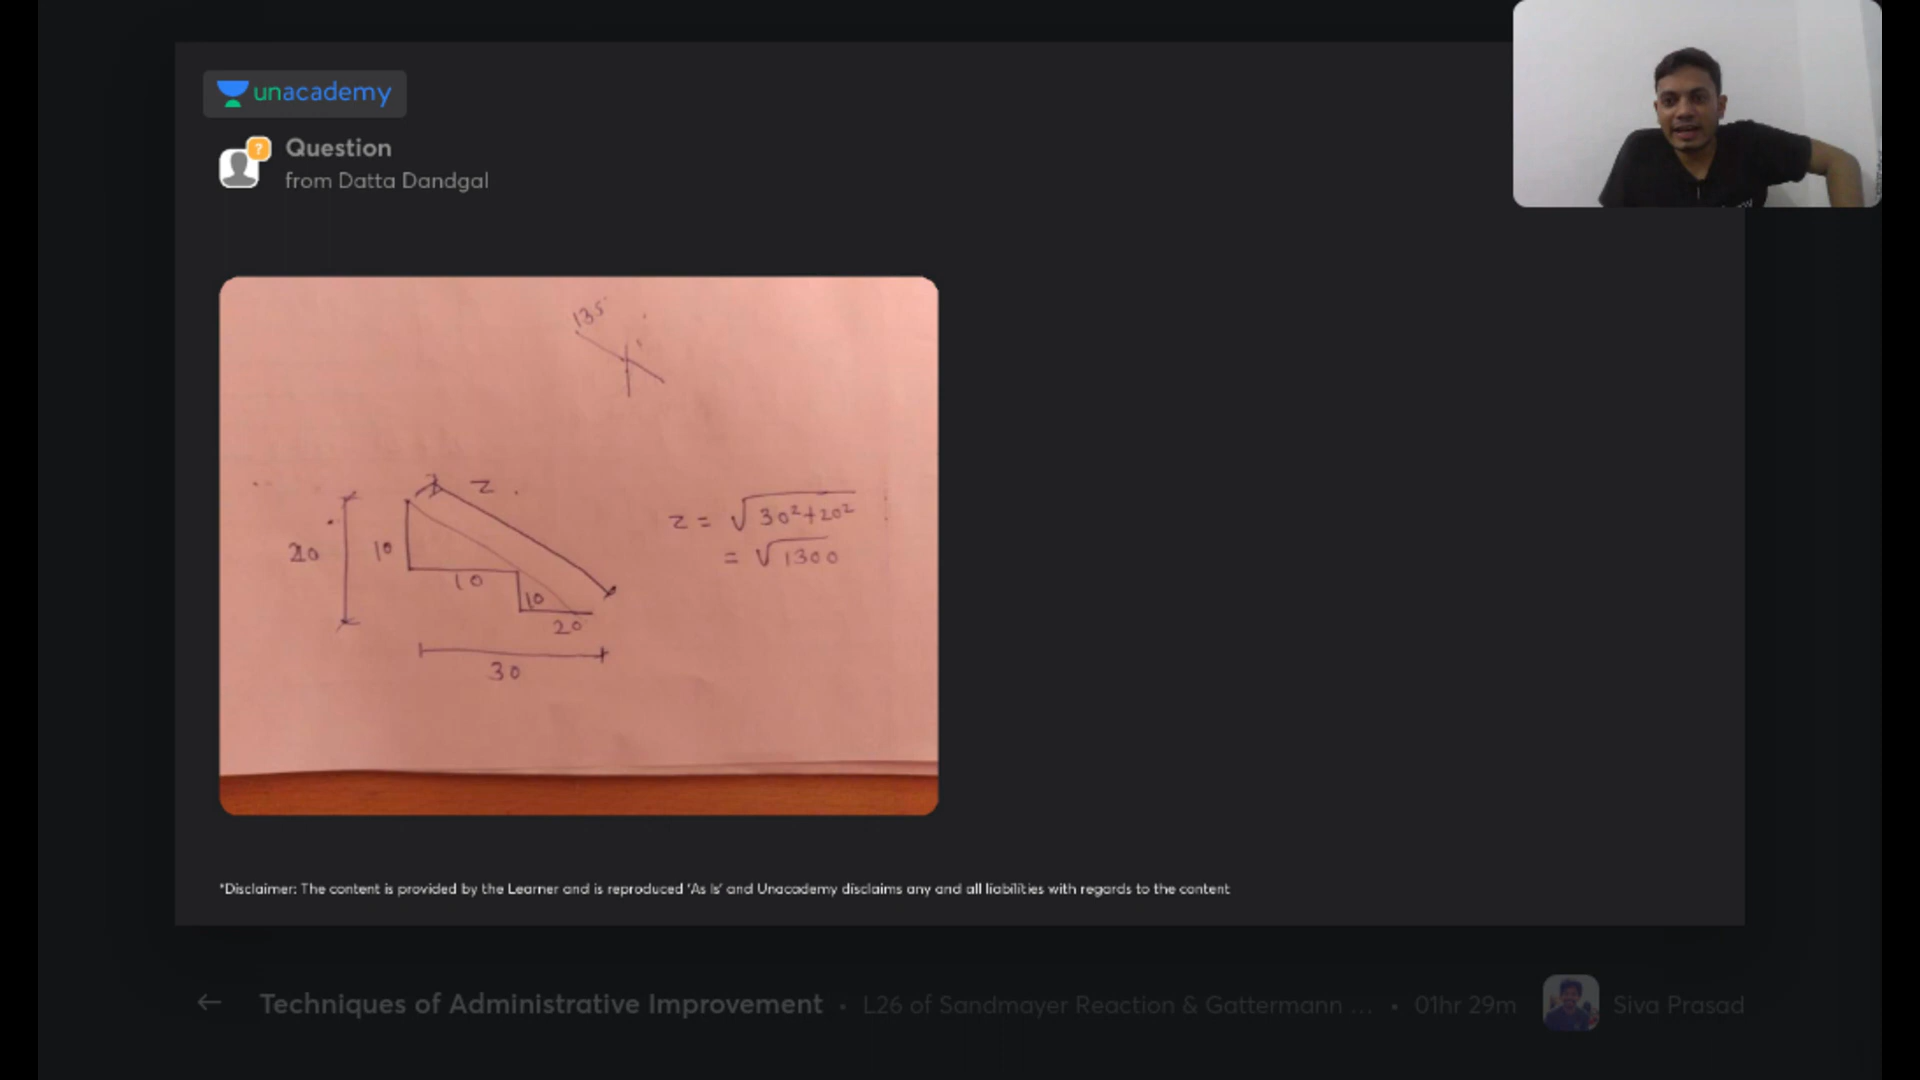 unacademy
?
Question
from Datta Dandgal
135
z
20
10
10
10
20
30
z = √30²+20²
= √1300
*Disclaimer: The content is provided by the Learner and is reproduced 'As Is' and Unacademy disclaims any and all liabilities with regards to the content
← Techniques of Administrative Improvement • L26 of Sandmayer Reaction & Gattermann ... • 01hr 29m Siva Prasad